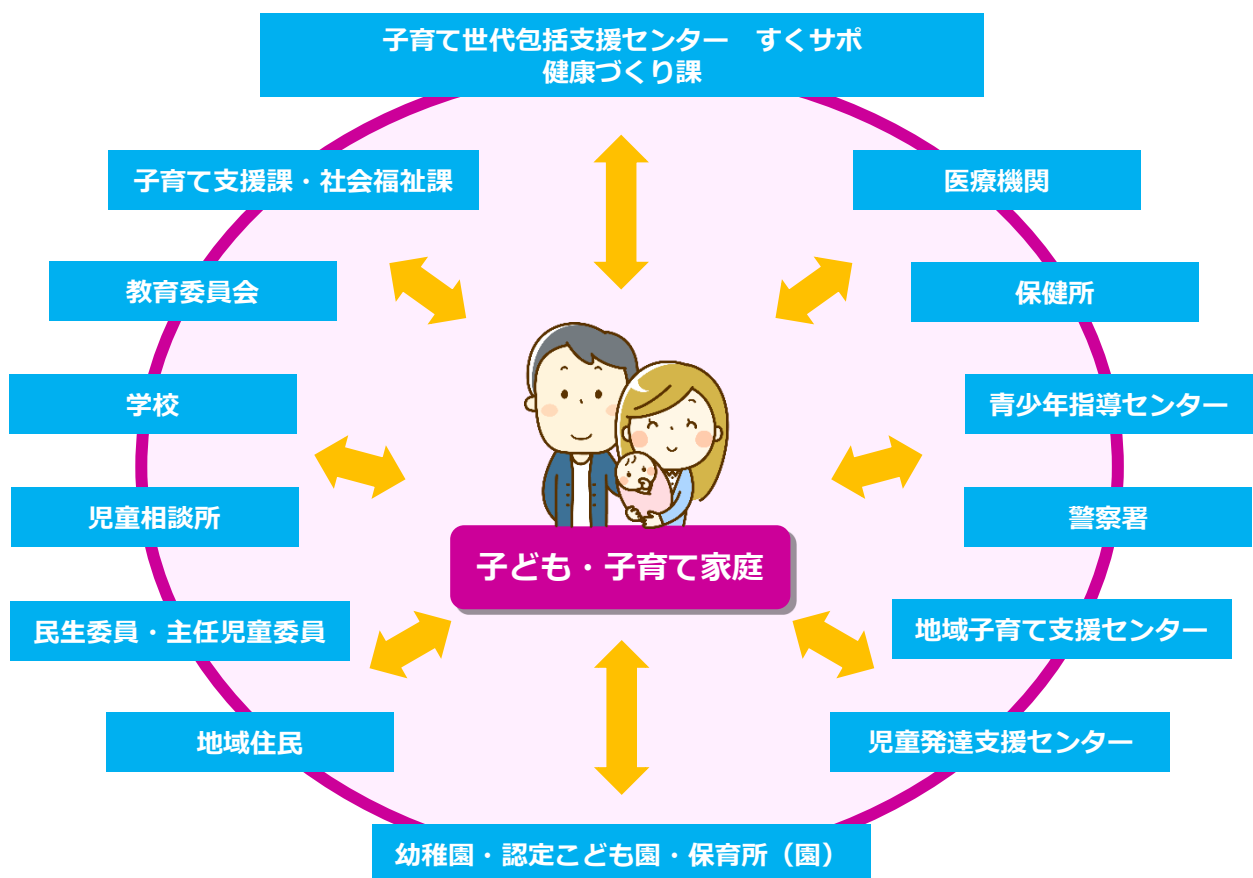 子育て世代包括支援センター　すくサポ
健康づくり課
子育て支援課・社会福祉課
医療機関
教育委員会
保健所
学校
青少年指導センター
児童相談所
警察署
子ども・子育て家庭
民生委員・主任児童委員
地域子育て支援センター
地域住民
児童発達支援センター
幼稚園・認定こども園・保育所（園）